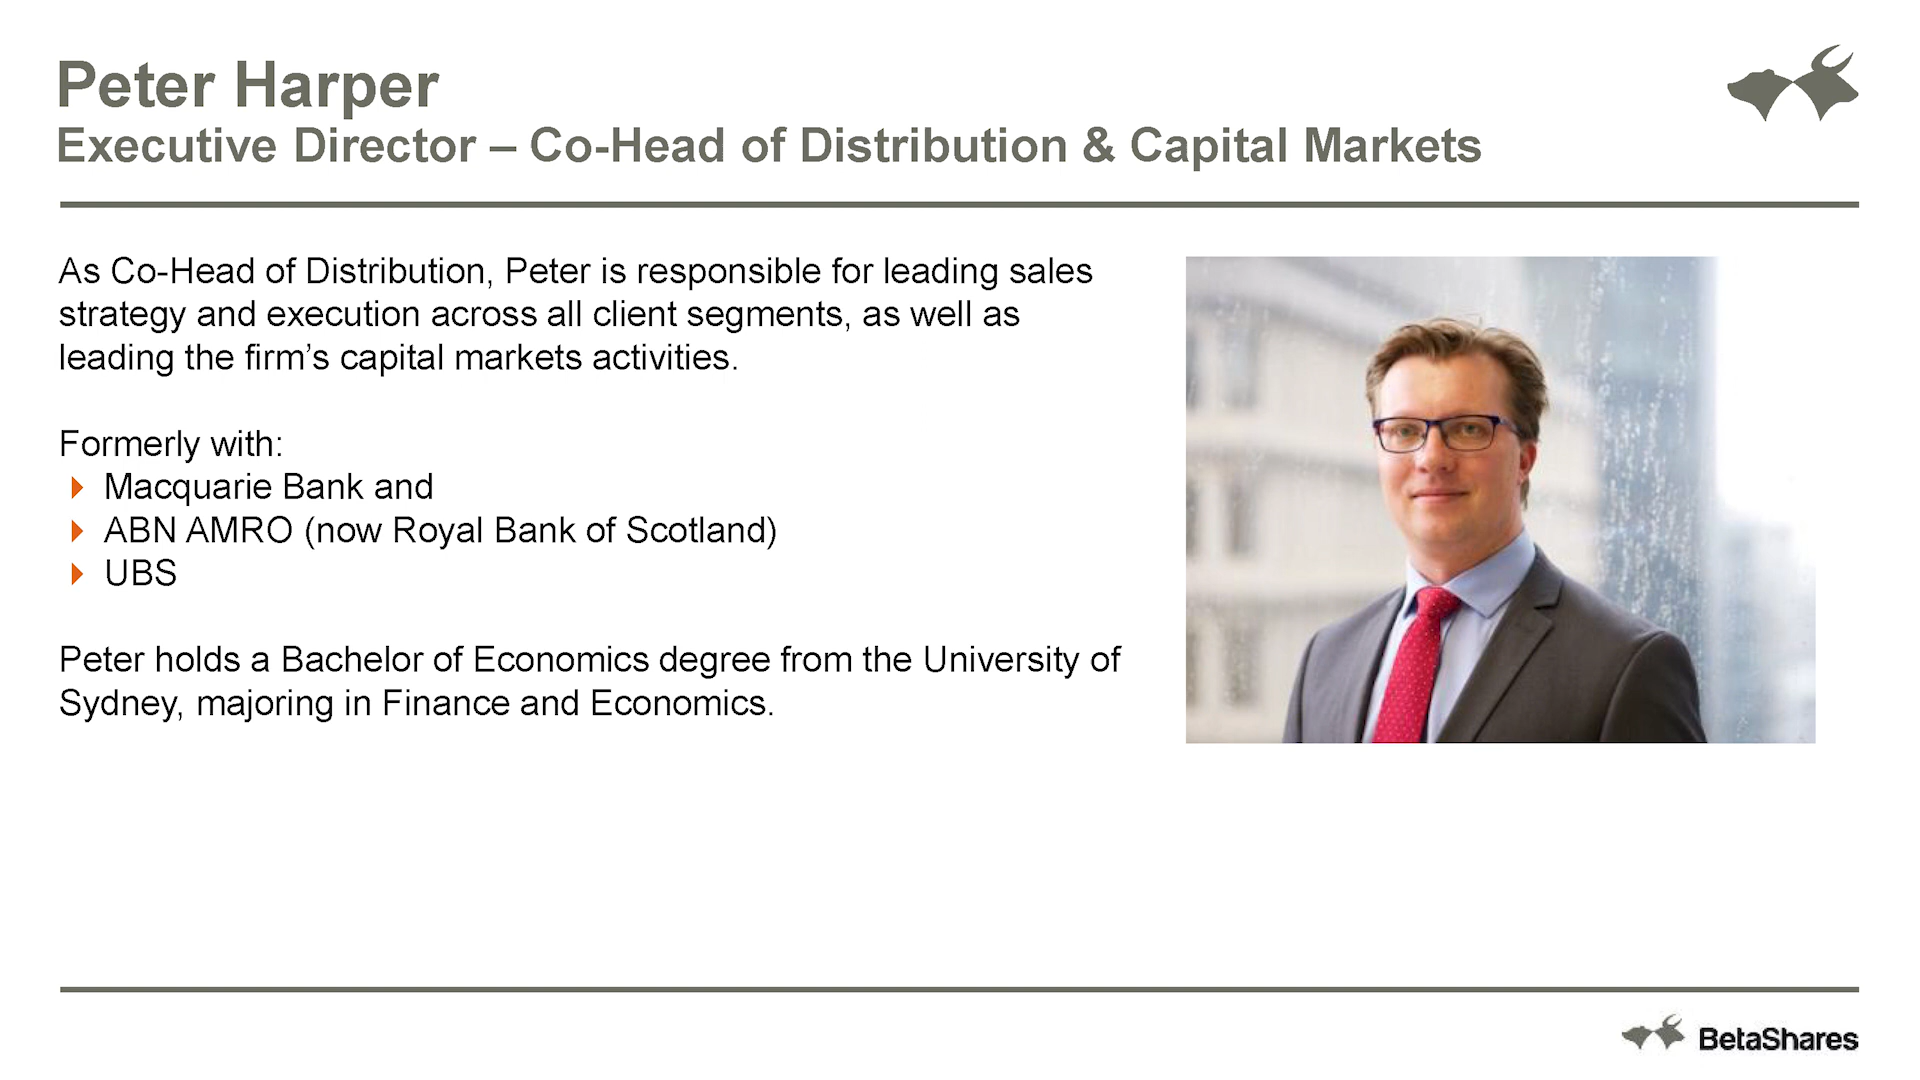 Peter Harper
Executive Director – Co-Head of Distribution & Capital Markets
As Co-Head of Distribution, Peter is responsible for leading sales
strategy and execution across all client segments, as well as
leading the firm’s capital markets activities.
Formerly with:
Macquarie Bank and
ABN AMRO (now Royal Bank of Scotland)
UBS
Peter holds a Bachelor of Economics degree from the University of
Sydney, majoring in Finance and Economics.
BetaShares